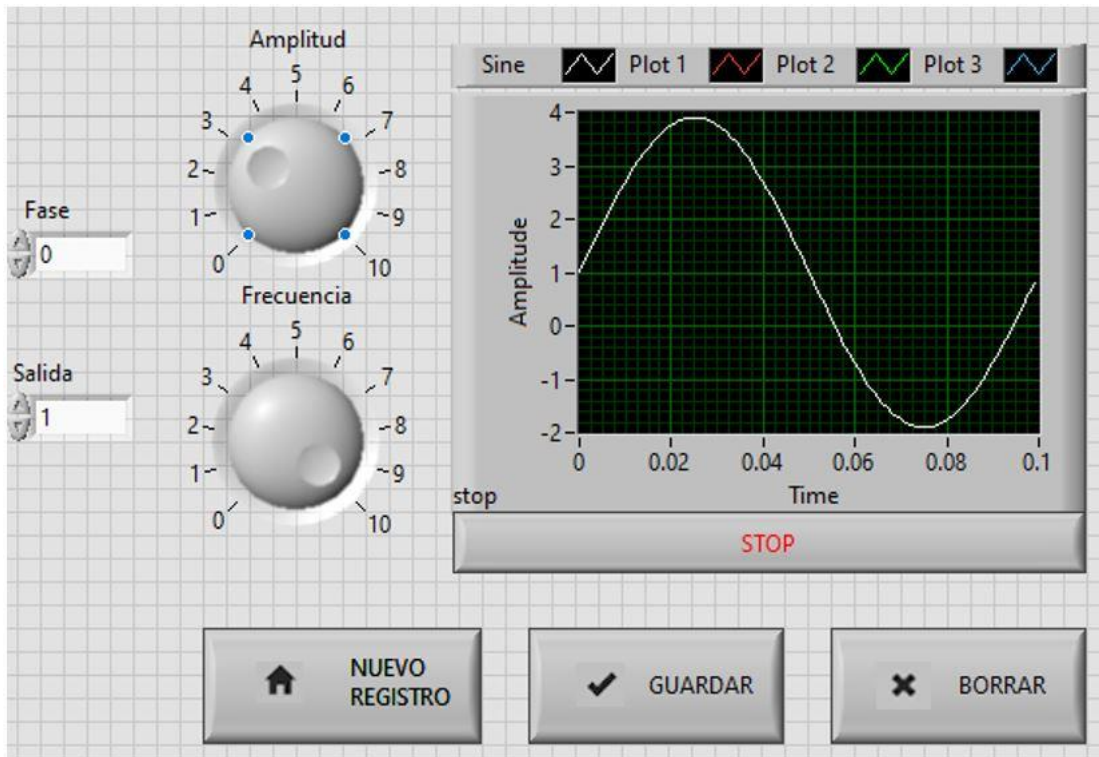 Amplitud
0 1 2 3 4 5 6 7 8 9 10
Fase
0
Frecuencia
0 1 2 3 4 5 6 7 8 9 10
Salida
1
Sine Plot 1 Plot 2 Plot 3
Amplitude
4
3
2
1
0
-1
-2
0 0.02 0.04 0.06 0.08 0.1
Time
stop
STOP
NUEVO
REGISTRO
GUARDAR
BORRAR